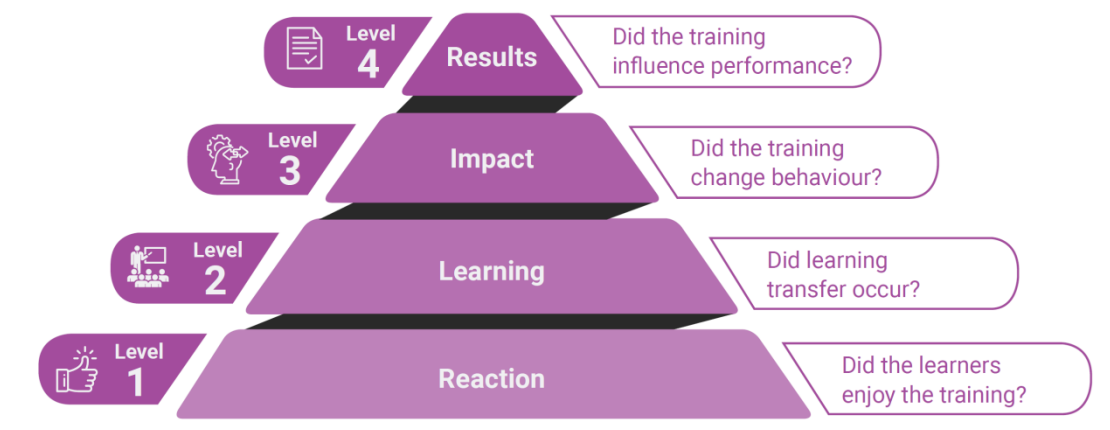 Level
4
Results
Did the training
influence performance?
Level
3
Impact
Did the training
change behaviour?
Level
2
Learning
Did learning
transfer occur?
Level
1
Reaction
Did the learners
enjoy the training?